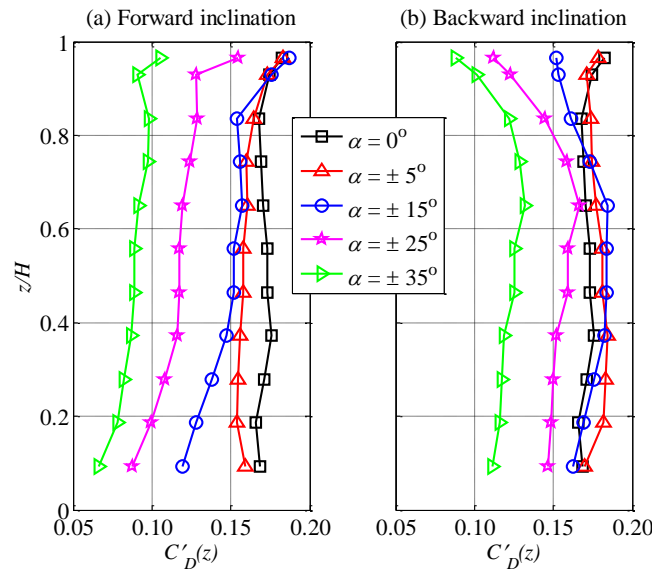 (a) Forward inclination
(b) Backward inclination
1
0.8
0.6
0.4
0.2
0
z/H
α = 0°
α = ± 5°
α = ± 15°
α = ± 25°
α = ± 35°
0.05 0.10 0.15 0.20
0.05 0.10 0.15 0.20
C'D(z)
C'D(z)